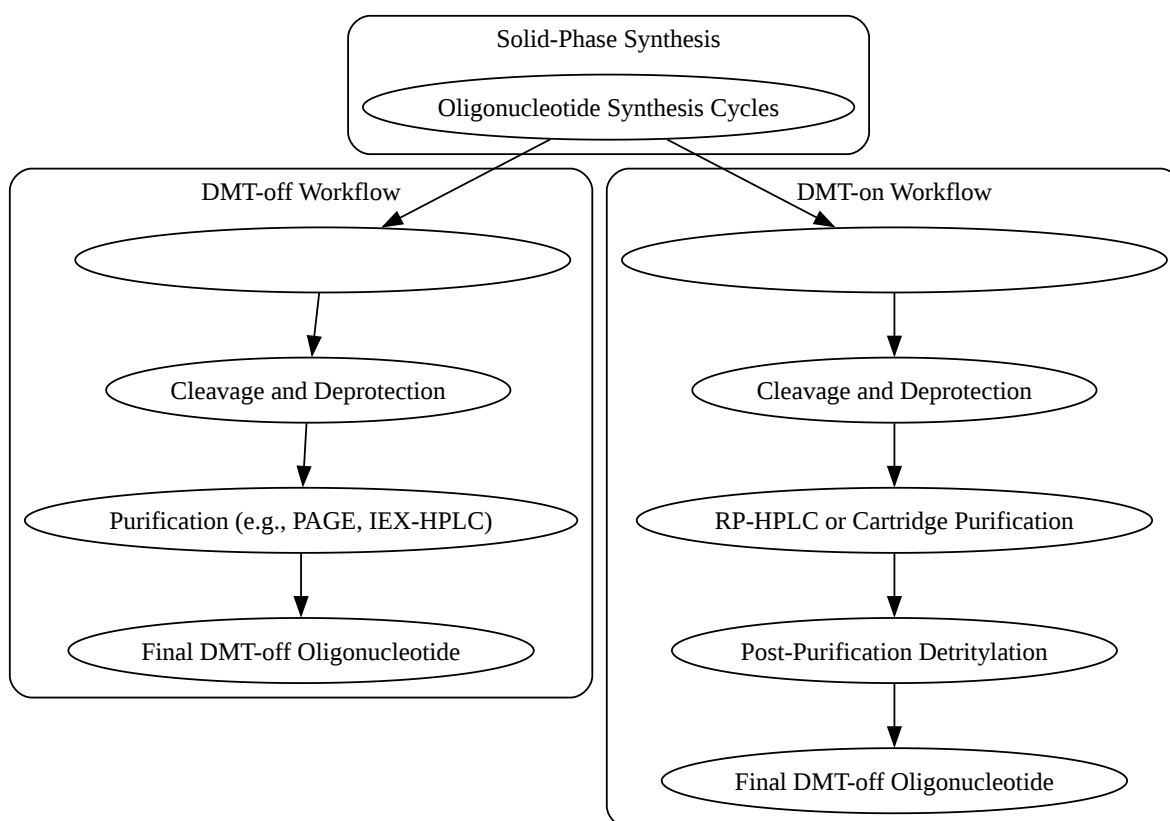 Solid-Phase Synthesis
Oligonucleotide Synthesis Cycles
DMT-off Workflow
Cleavage and Deprotection
Purification (e.g., PAGE, IEX-HPLC)
Final DMT-off Oligonucleotide
DMT-on Workflow
Cleavage and Deprotection
RP-HPLC or Cartridge Purification
Post-Purification Detritylation
Final DMT-off Oligonucleotide